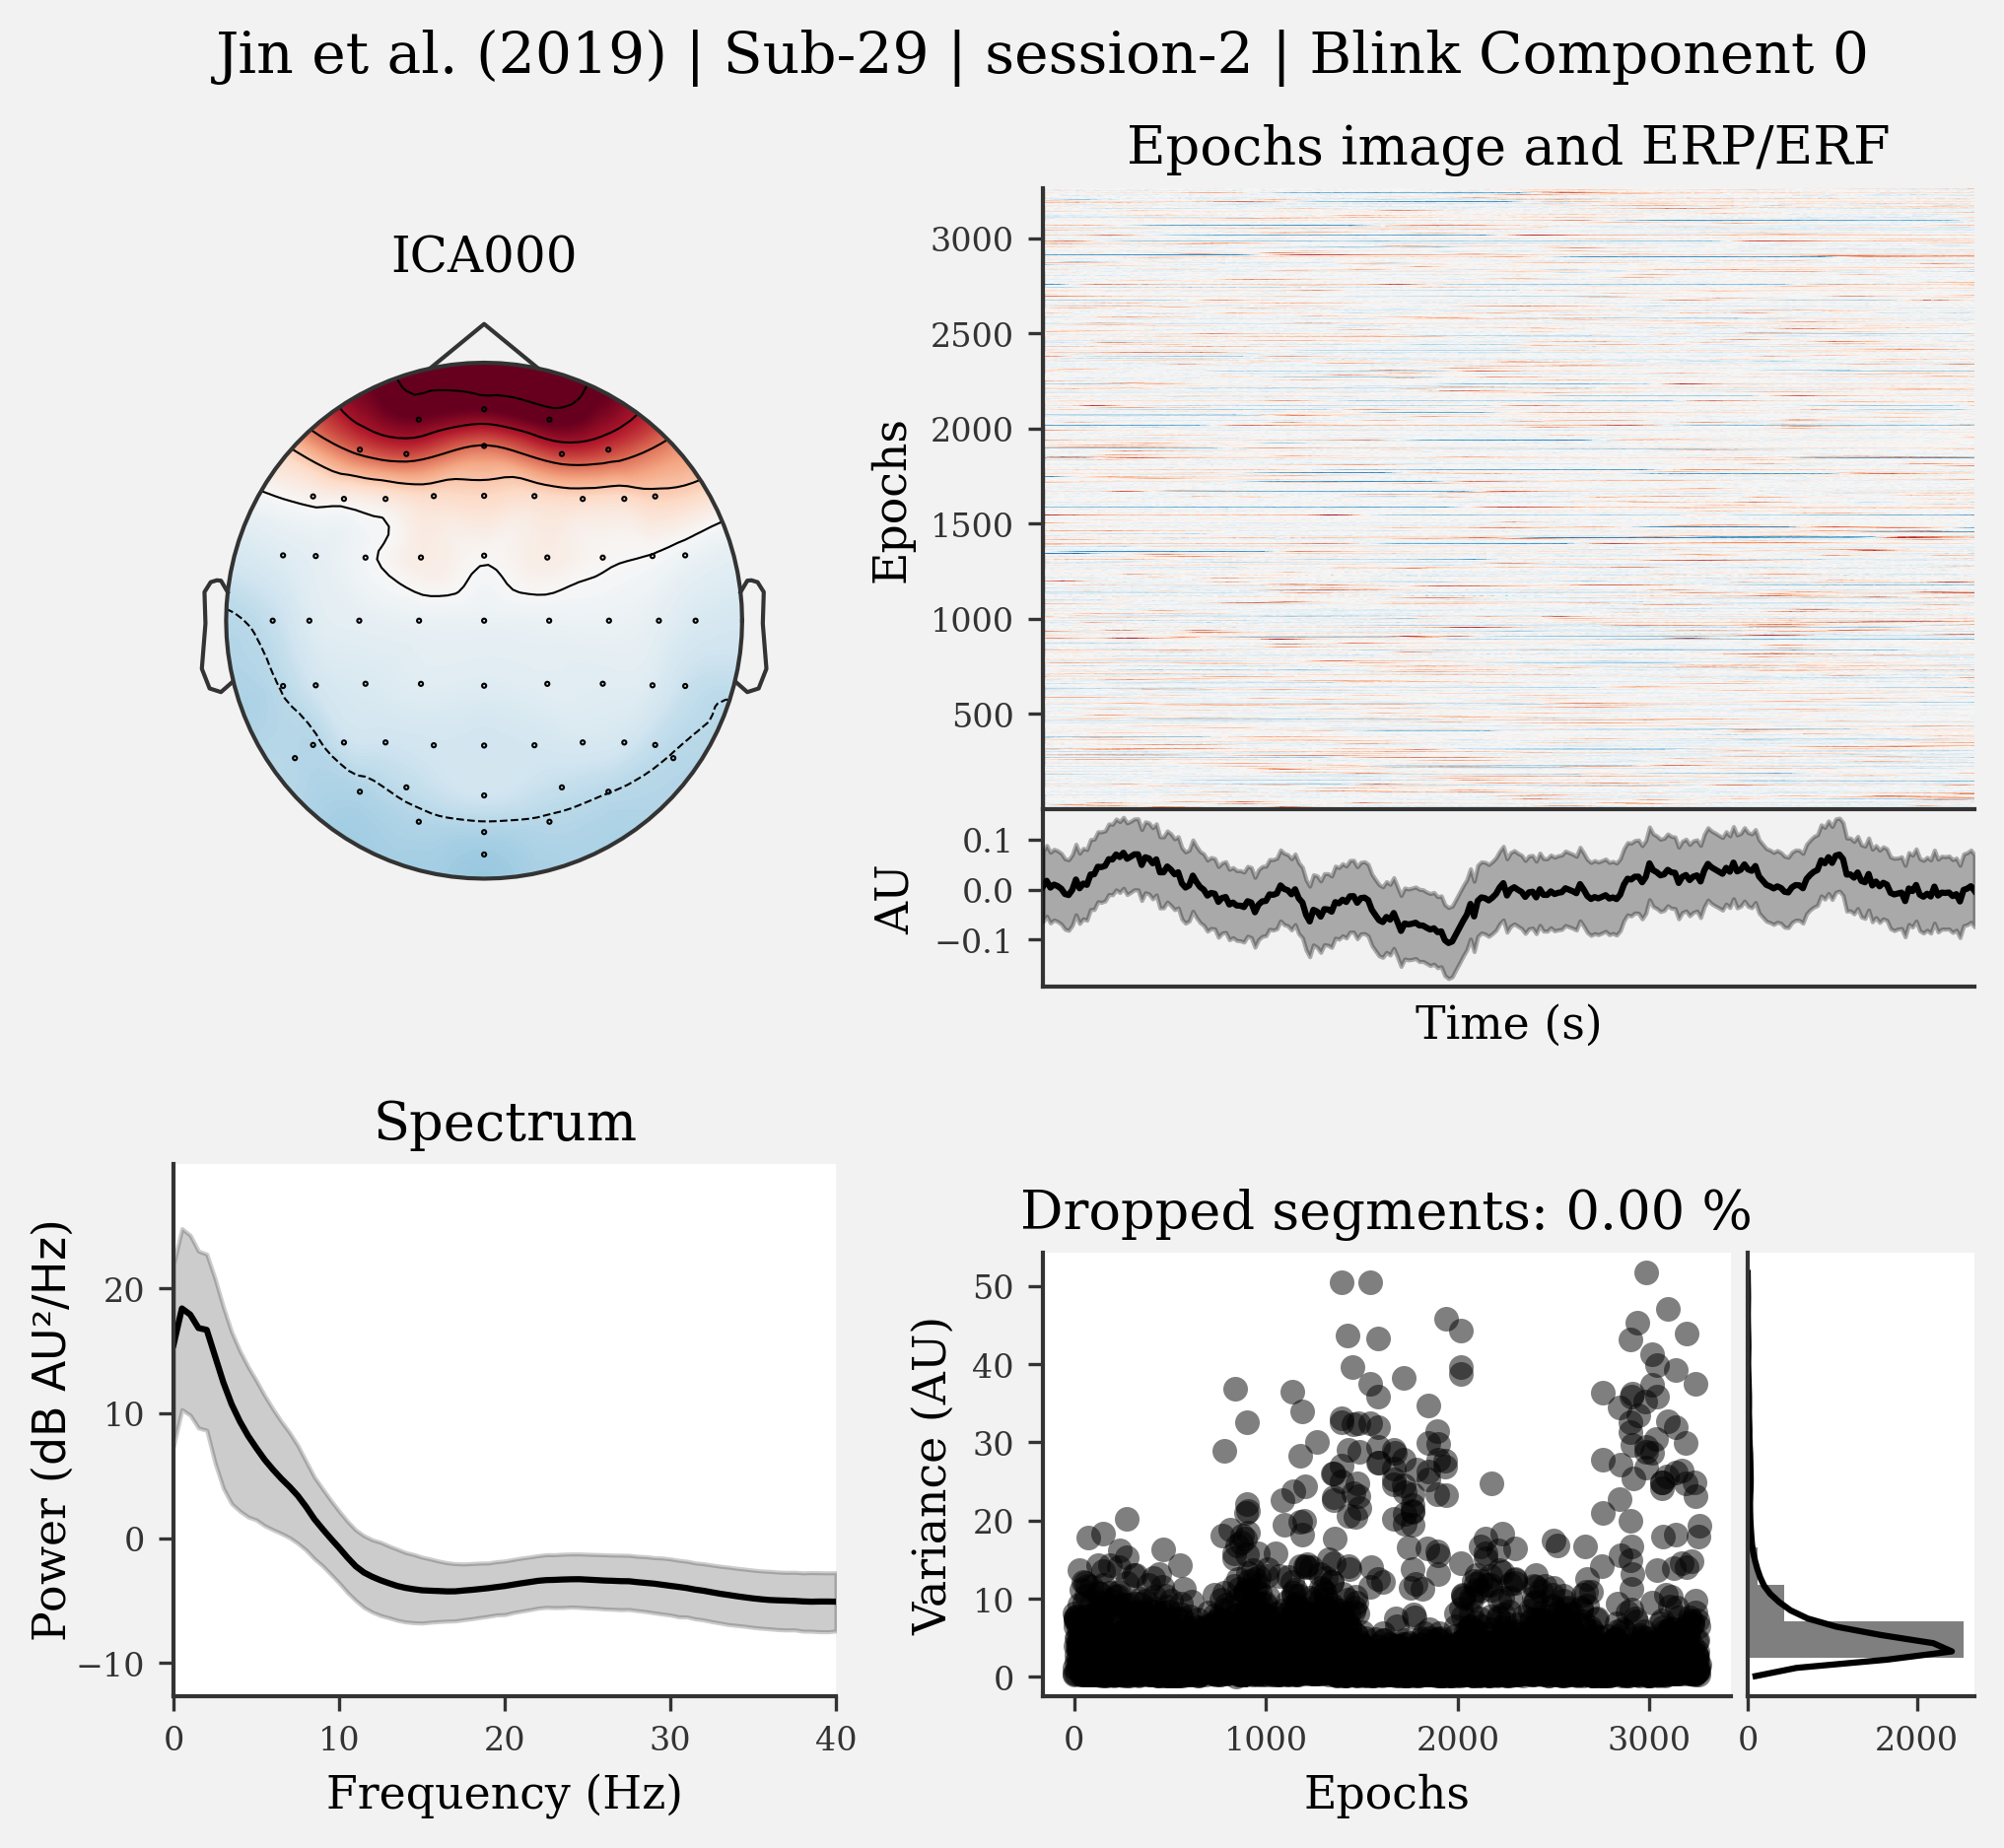 Jin et al. (2019) | Sub-29 | session-2 | Blink Component 0
Epochs image and ERP/ERF
ICA000
3000
2500
2000
1500
1000
500
Epochs
0.1
0.0
−0.1
AU
Time (s)
Spectrum
20
10
0
−10
Power (dB AU²/Hz)
0 10 20 30 40
Frequency (Hz)
Dropped segments: 0.00 %
50
40
30
20
10
0
Variance (AU)
0 1000 2000 3000 0 2000
Epochs